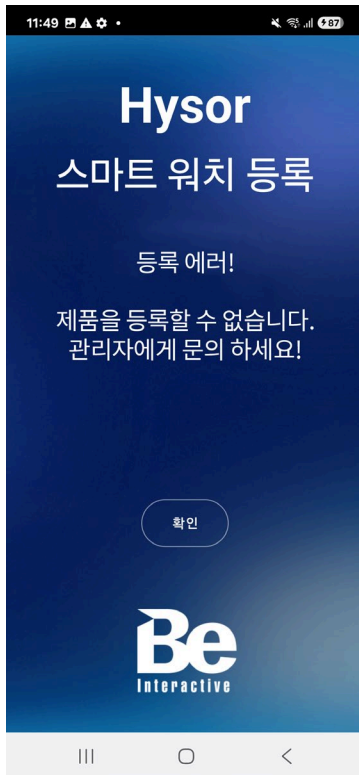 11:49
87
Hysor
스마트 워치 등록
등록 에러!
제품을 등록할 수 없습니다.
관리자에게 문의 하세요!
확인
Be
Interactive